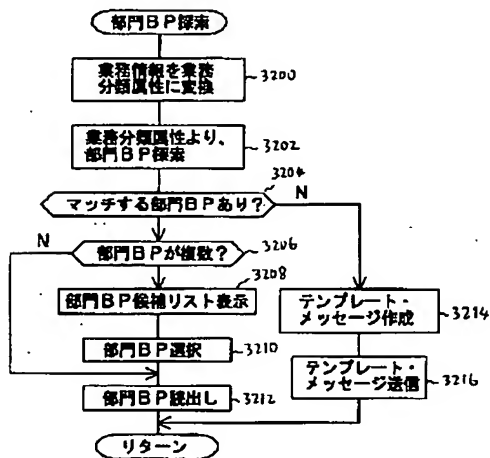 部門BP探索
業務情報を業務
分類属性に変換
3200
業務分類属性より、
部門BP探索
3202
3204
マッチする部門BPあり?
N
N
部門BPが複数?
3206
3208
部門BP候補リスト表示
テンプレート・
メッセージ作成
3214
部門BP選択
3210
テンプレート・
メッセージ送信
3216
部門BP読出し
3212
リターン